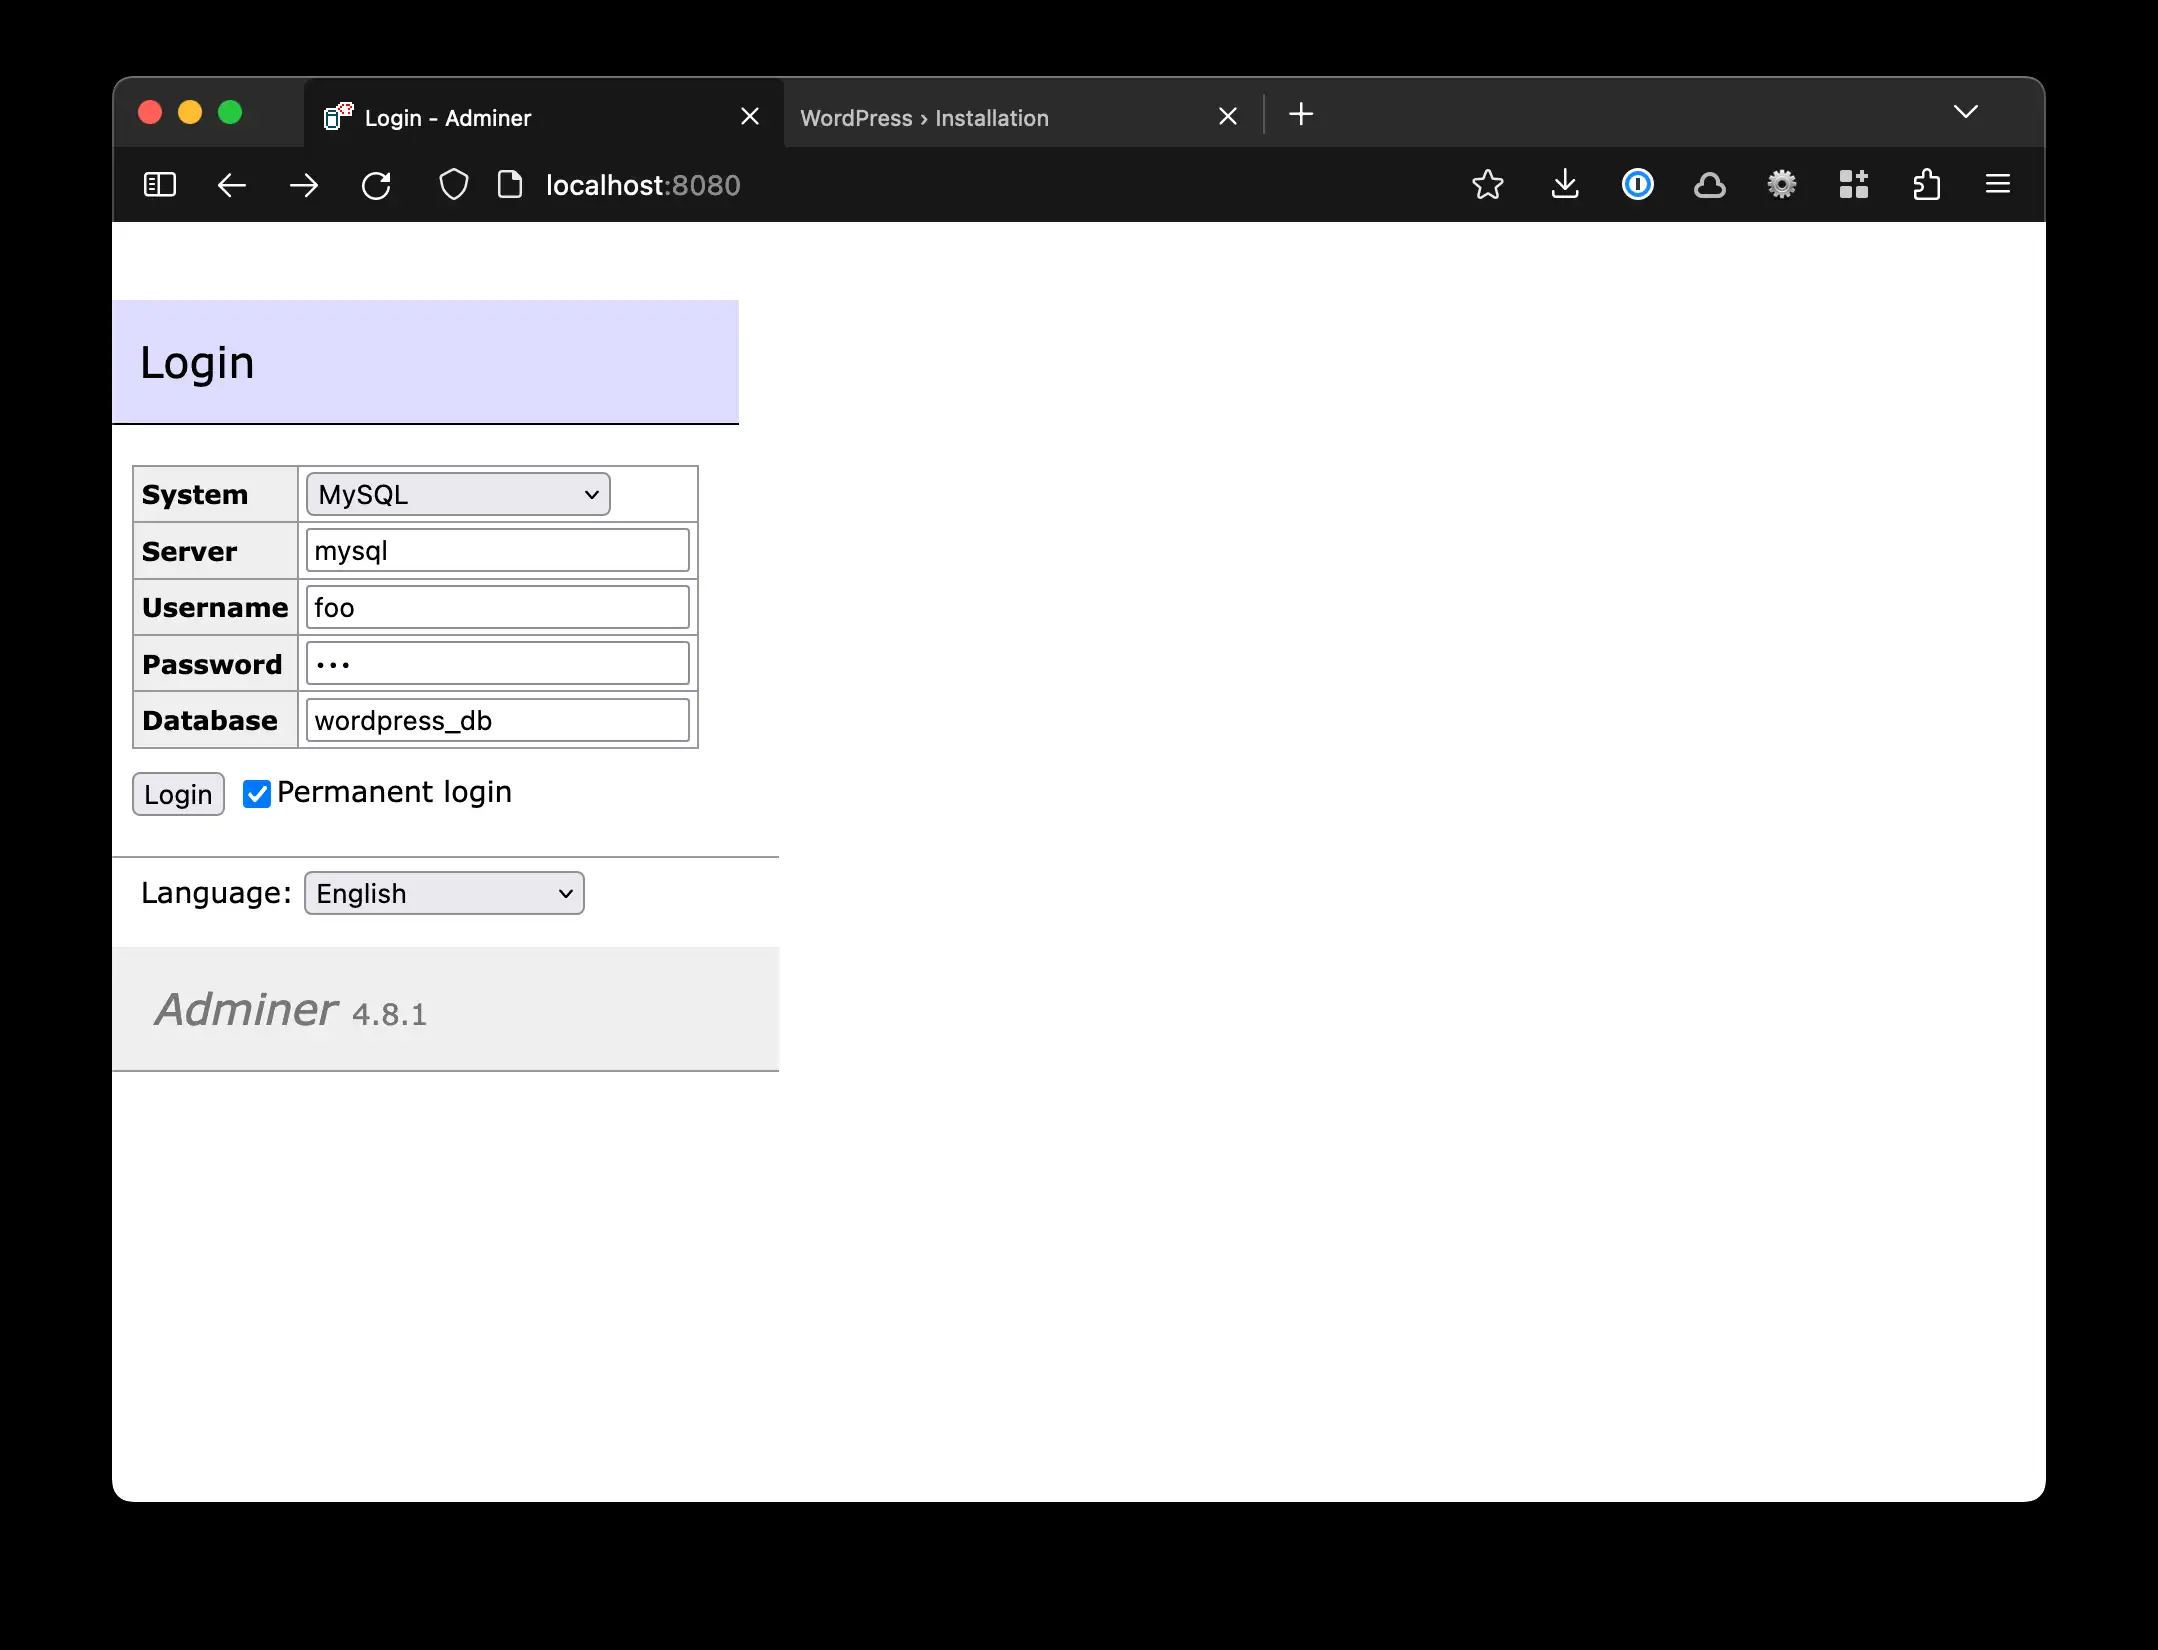 Login - Adminer
WordPress › Installation
localhost:8080
Login
System MySQL
Server mysql
Username foo
Password •••
Database wordpress_db
Login Permanent login
Language: English
Adminer 4.8.1